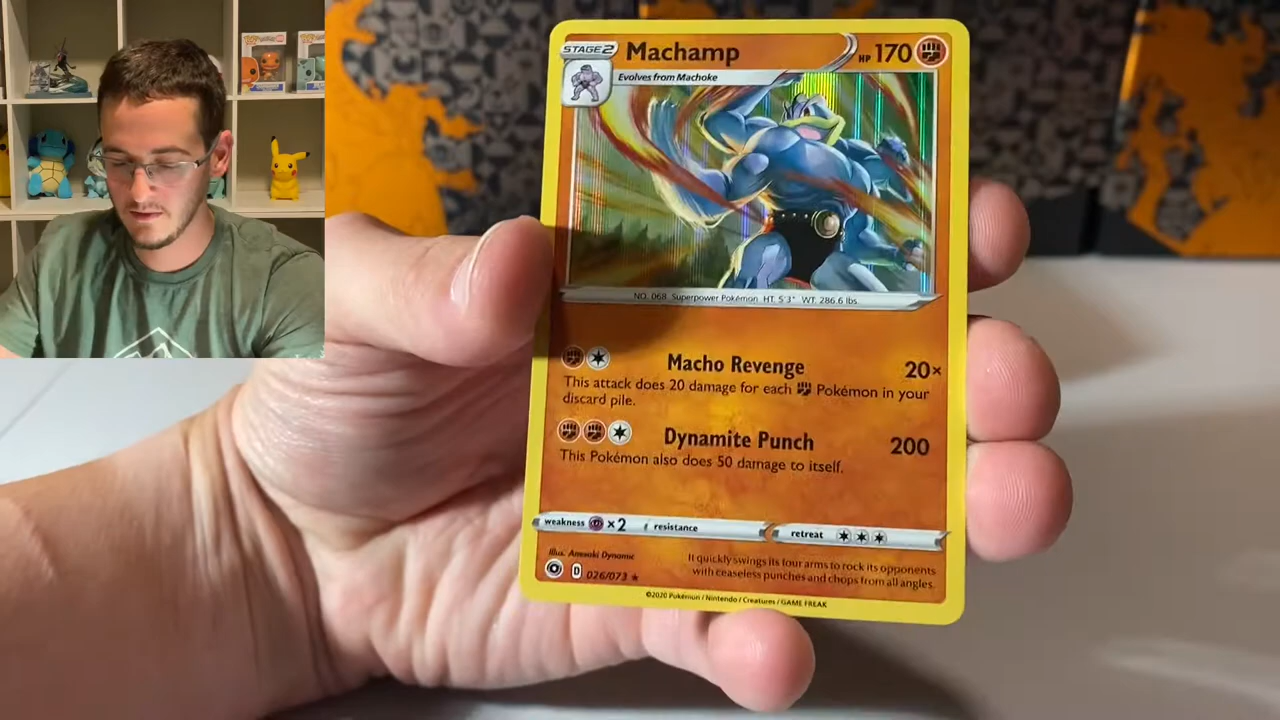 STAGE 2
Machamp
HP 170
Evolves from Machoke
NO. 068 Superpower Pokémon HT: 5'3" WT: 286.6 lbs.
Macho Revenge 20×
This attack does 20 damage for each Pokémon in your
discard pile.
Dynamite Punch 200
This Pokémon also does 50 damage to itself.
weakness ×2 resistance retreat
Illus. Anesaki Dynamic
It quickly swings its four arms to rock its opponents
with ceaseless punches and chops from all angles.
D 026/073 ★
©2020 Pokémon / Nintendo / Creatures / GAME FREAK